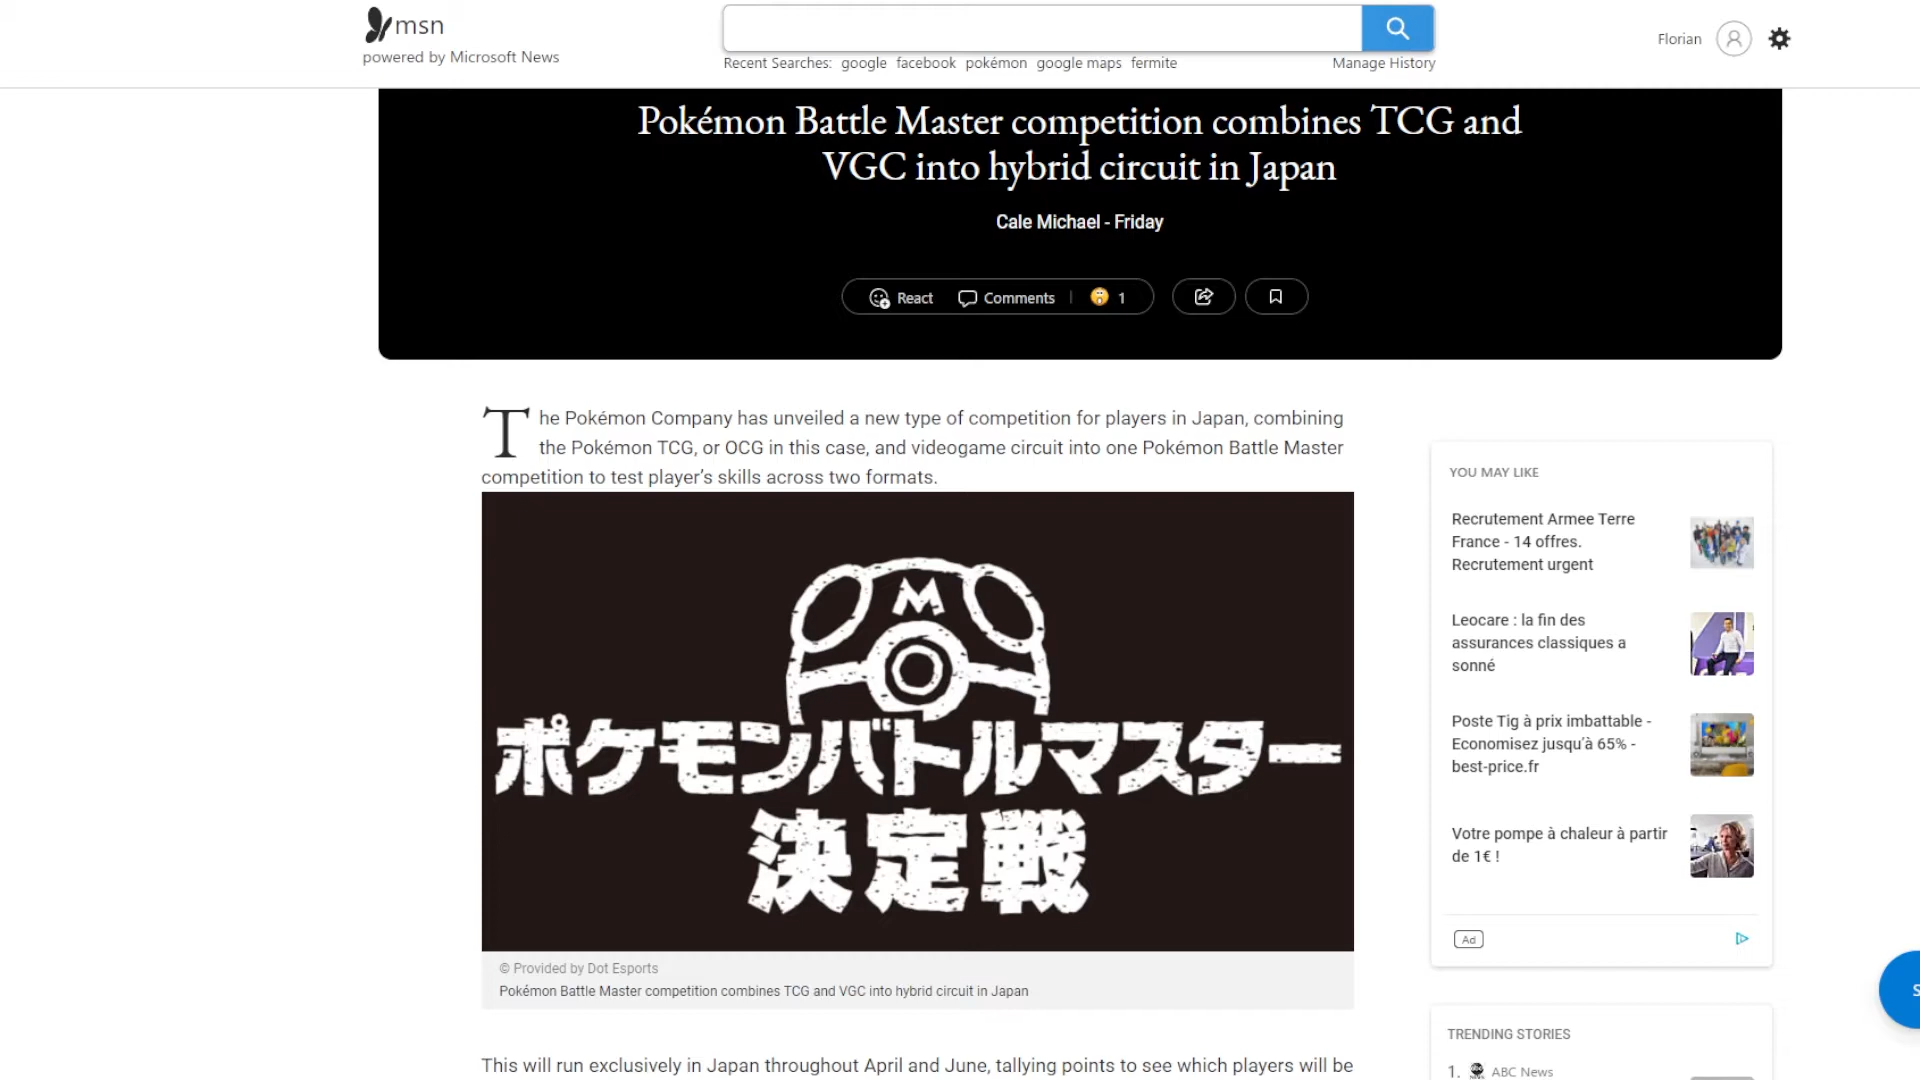 msn
powered by Microsoft News
Recent Searches: google facebook pokémon google maps fermite
Manage History
Florian
Pokémon Battle Master competition combines TCG and
VGC into hybrid circuit in Japan
Cale Michael - Friday
React
Comments
1
The Pokémon Company has unveiled a new type of competition for players in Japan, combining
the Pokémon TCG, or OCG in this case, and videogame circuit into one Pokémon Battle Master
competition to test player’s skills across two formats.
M
ポケモンバトルマスター
決定戦
© Provided by Dot Esports
Pokémon Battle Master competition combines TCG and VGC into hybrid circuit in Japan
This will run exclusively in Japan throughout April and June, tallying points to see which players will be
YOU MAY LIKE
Recrutement Armee Terre
France - 14 offres.
Recrutement urgent
Leocare : la fin des
assurances classiques a
sonné
Poste Tig à prix imbattable -
Economisez jusqu'à 65% -
best-price.fr
Votre pompe à chaleur à partir
de 1€ !
Ad
TRENDING STORIES
1. ABC News